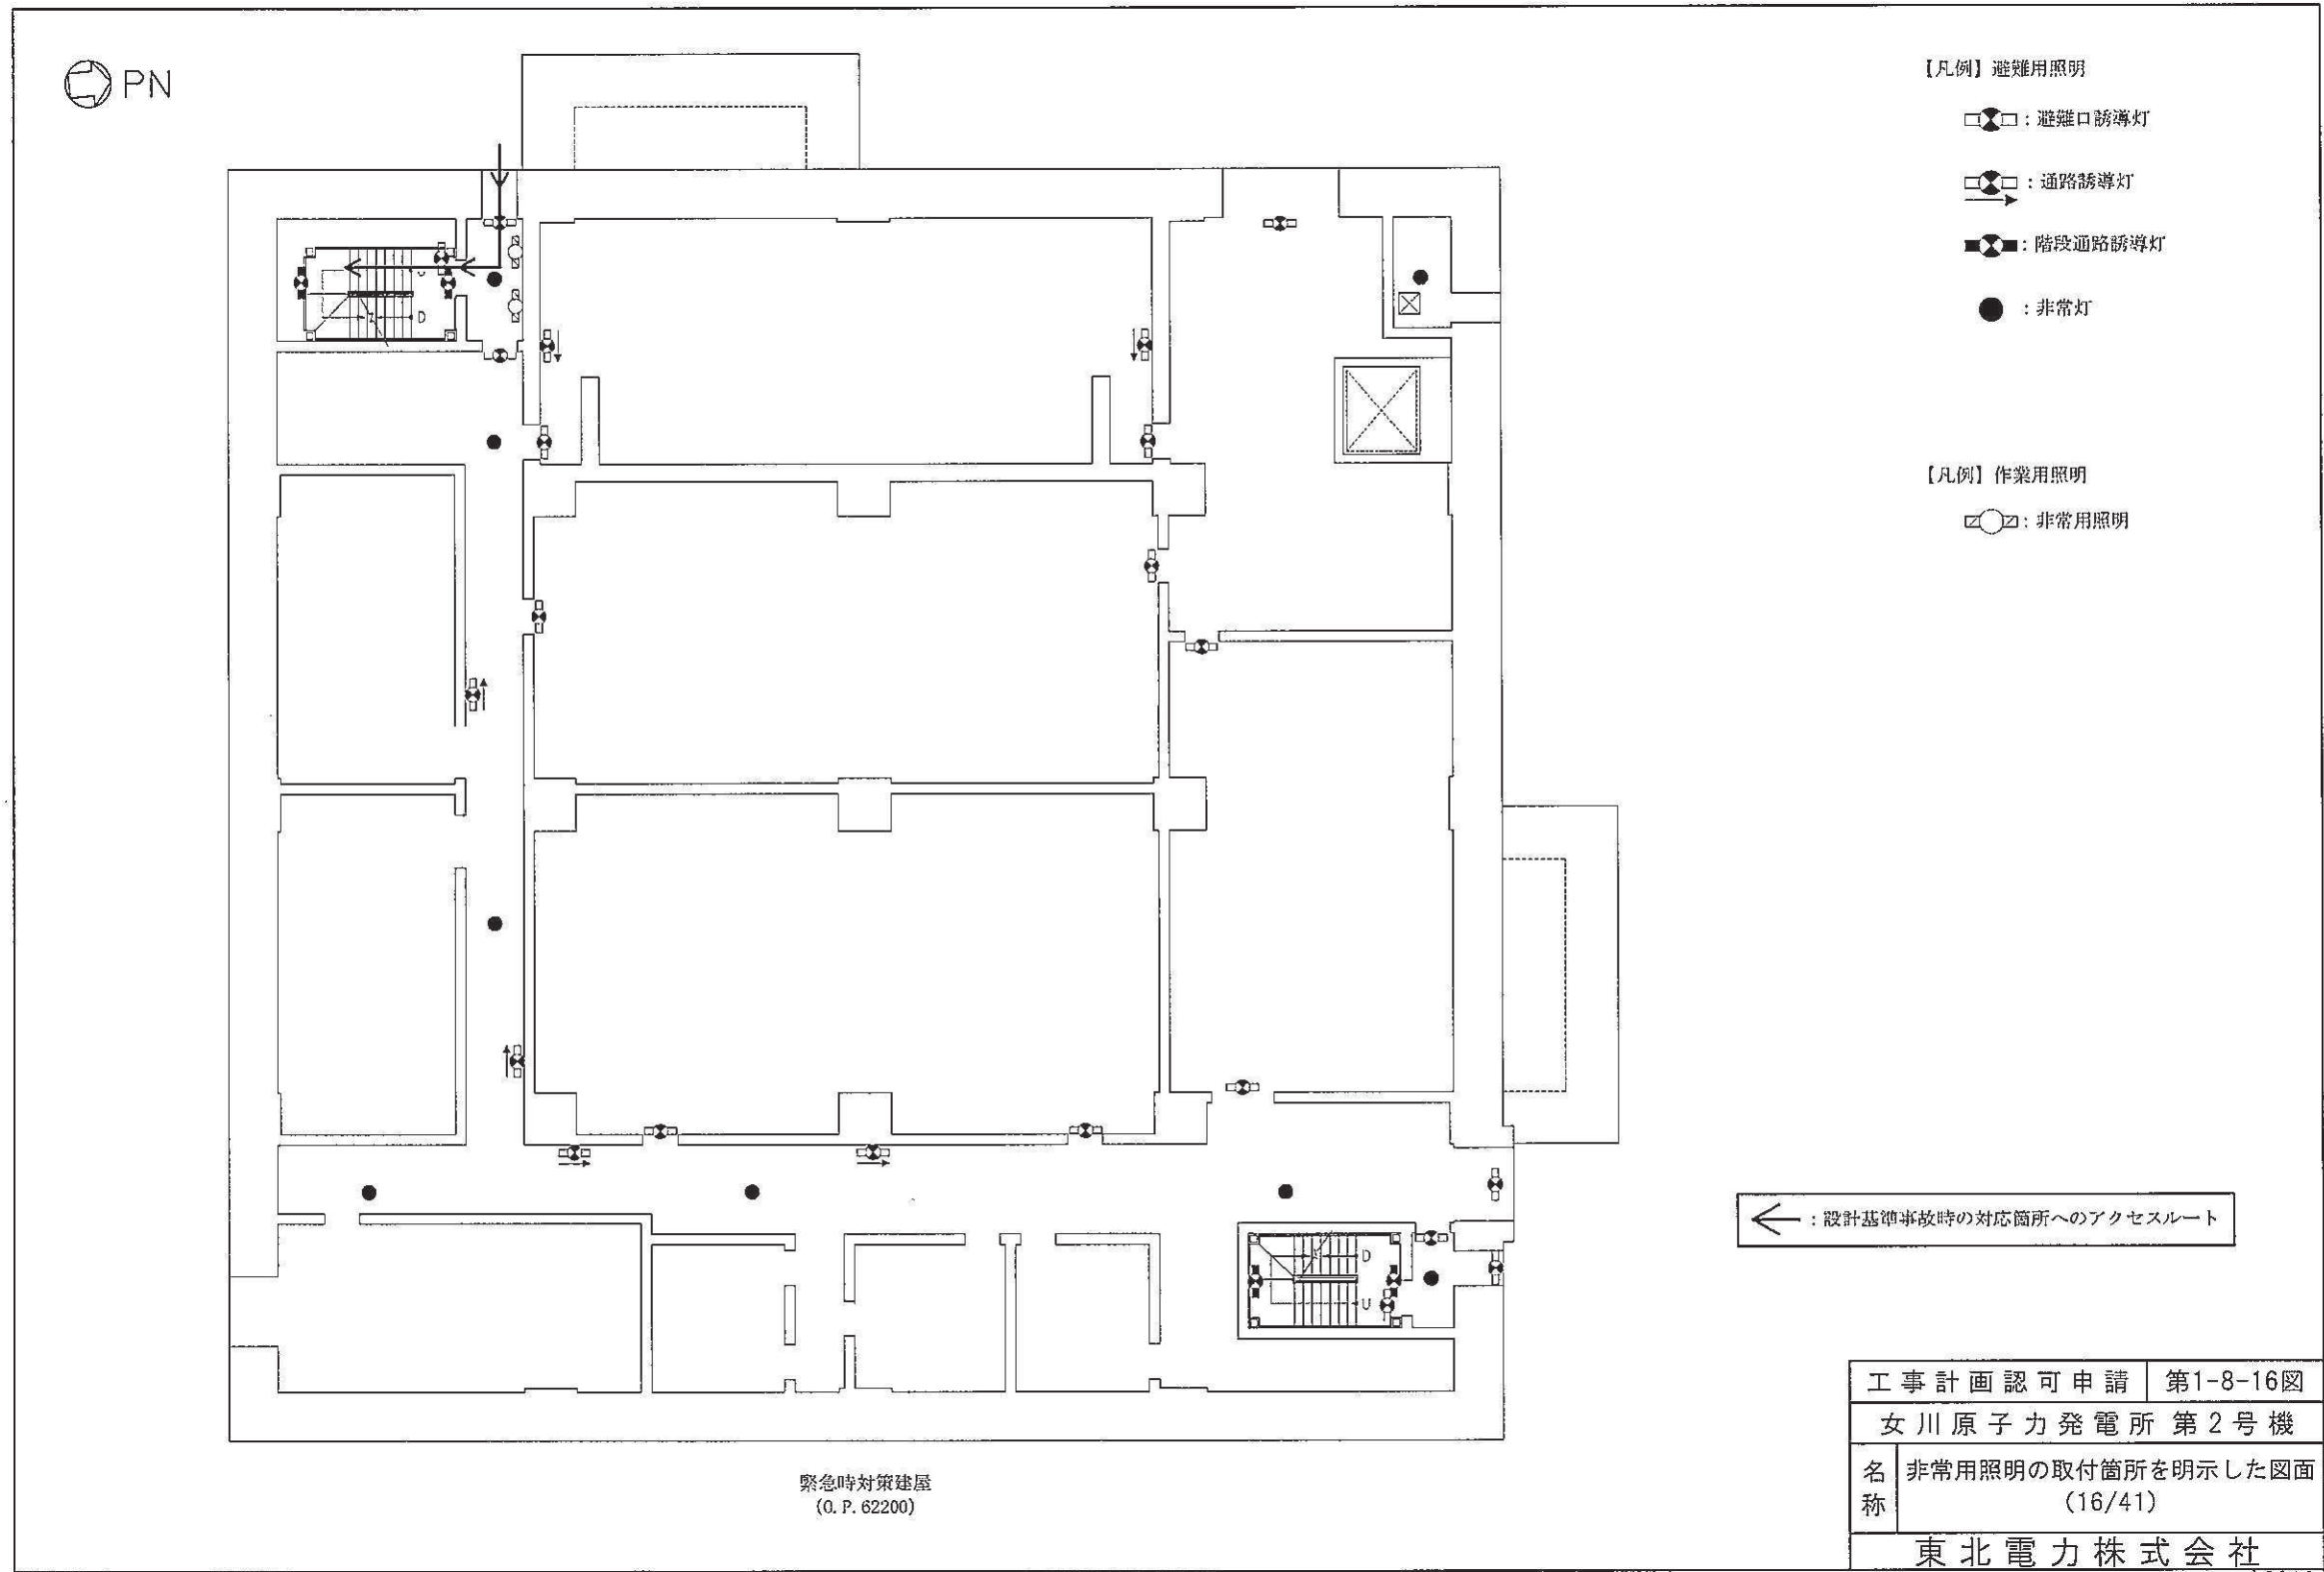 PN
【凡例】避難用照明
：避難口誘導灯
：通路誘導灯
：階段通路誘導灯
：非常灯
【凡例】作業用照明
：非常用照明
D
D
U
：設計基準事故時の対応箇所へのアクセスルート
緊急時対策建屋
(O.P.62200)
工事計画認可申請 第1-8-16図
女川原子力発電所 第2号機
名称 非常用照明の取付箇所を明示した図面
(16/41)
東北電力株式会社